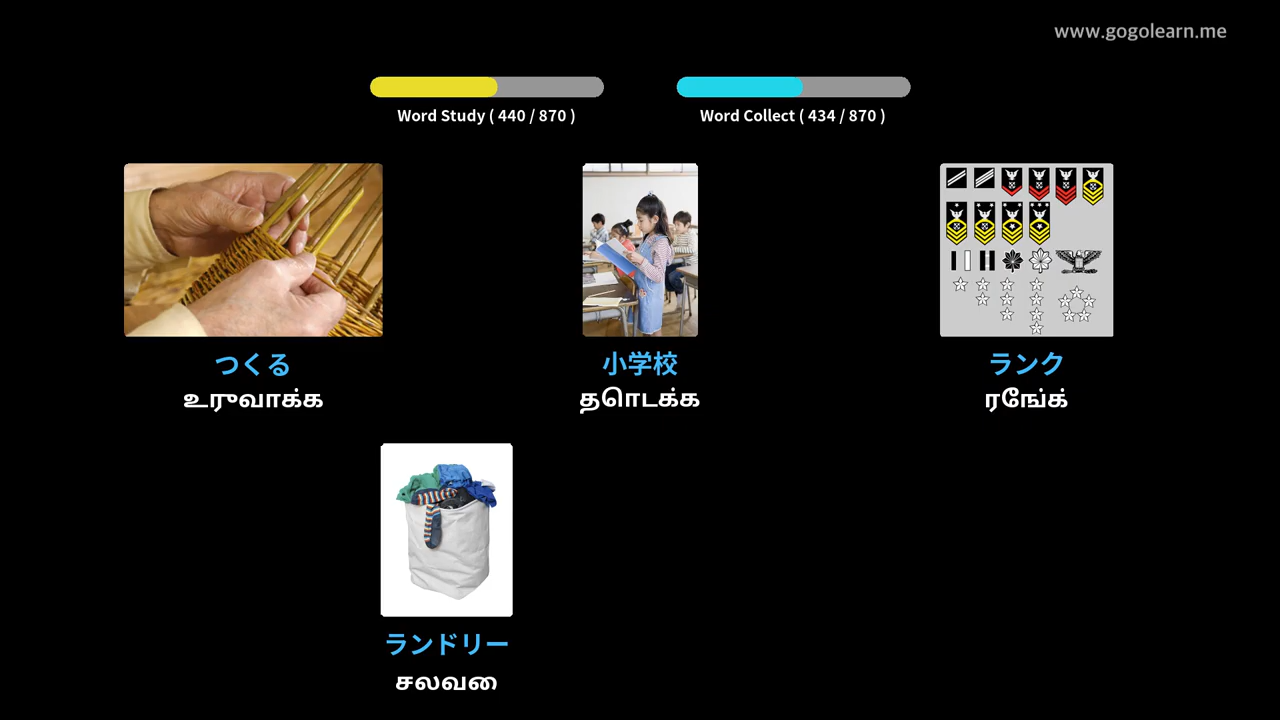 www.gogolearn.me
Word Study ( 440 / 870 )
Word Collect ( 434 / 870 )
つくる
உருவாக்க
小学校
தொடக்க
ランク
ரேங்க்
ランドリー
சலவை